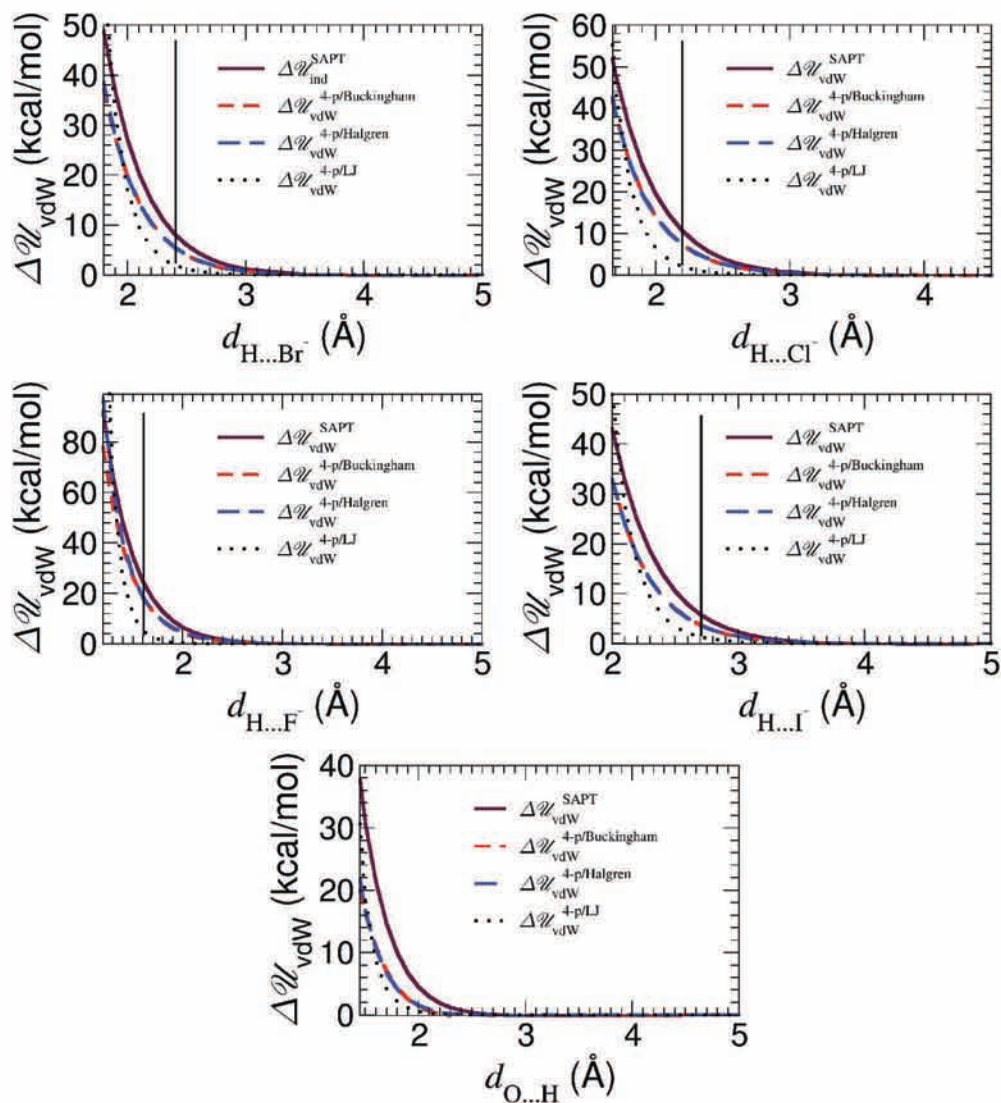 ΔU_vdW (kcal/mol)
50
40
30
20
10
0
ΔU_ind^SAPT
ΔU_vdW^4-p/Buckingham
ΔU_vdW^4-p/Halgren
ΔU_vdW^4-p/LJ
2 3 4 5
d_H...Br^- (Å)
ΔU_vdW (kcal/mol)
60
50
40
30
20
10
0
ΔU_vdW^SAPT
ΔU_vdW^4-p/Buckingham
ΔU_vdW^4-p/Halgren
ΔU_vdW^4-p/LJ
2 3 4
d_H...Cl^- (Å)
ΔU_vdW (kcal/mol)
80
60
40
20
0
ΔU_vdW^SAPT
ΔU_vdW^4-p/Buckingham
ΔU_vdW^4-p/Halgren
ΔU_vdW^4-p/LJ
2 3 4 5
d_H...F^- (Å)
ΔU_vdW (kcal/mol)
50
40
30
20
10
0
ΔU_vdW^SAPT
ΔU_vdW^4-p/Buckingham
ΔU_vdW^4-p/Halgren
ΔU_vdW^4-p/LJ
2 3 4 5
d_H...I^- (Å)
ΔU_vdW (kcal/mol)
40
30
20
10
0
ΔU_vdW^SAPT
ΔU_vdW^4-p/Buckingham
ΔU_vdW^4-p/Halgren
ΔU_vdW^4-p/LJ
2 3 4 5
d_O...H (Å)